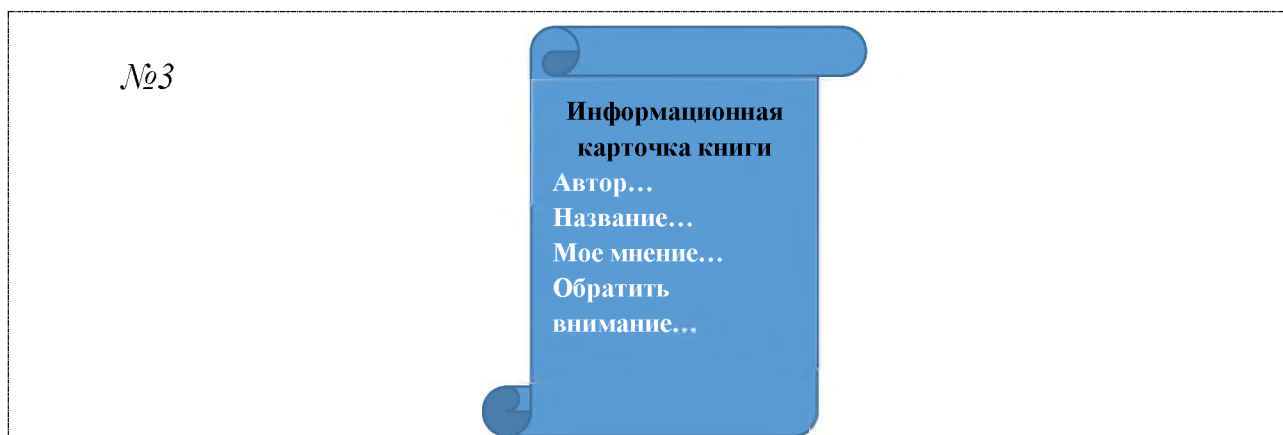 №3
Информационная
карточка книги
Автор…
Название…
Мое мнение…
Обратить
внимание…